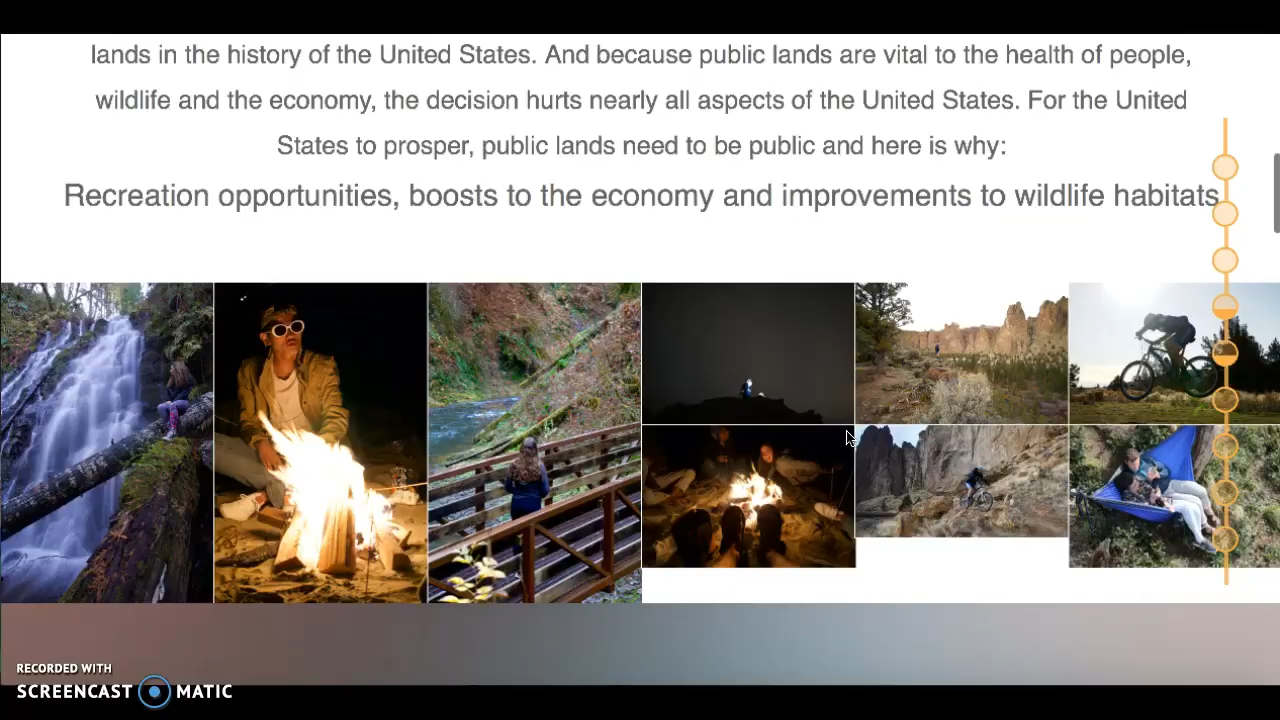 lands in the history of the United States. And because public lands are vital to the health of people,
wildlife and the economy, the decision hurts nearly all aspects of the United States. For the United
States to prosper, public lands need to be public and here is why:
Recreation opportunities, boosts to the economy and improvements to wildlife habitats
RECORDED WITH
SCREENCAST MATIC